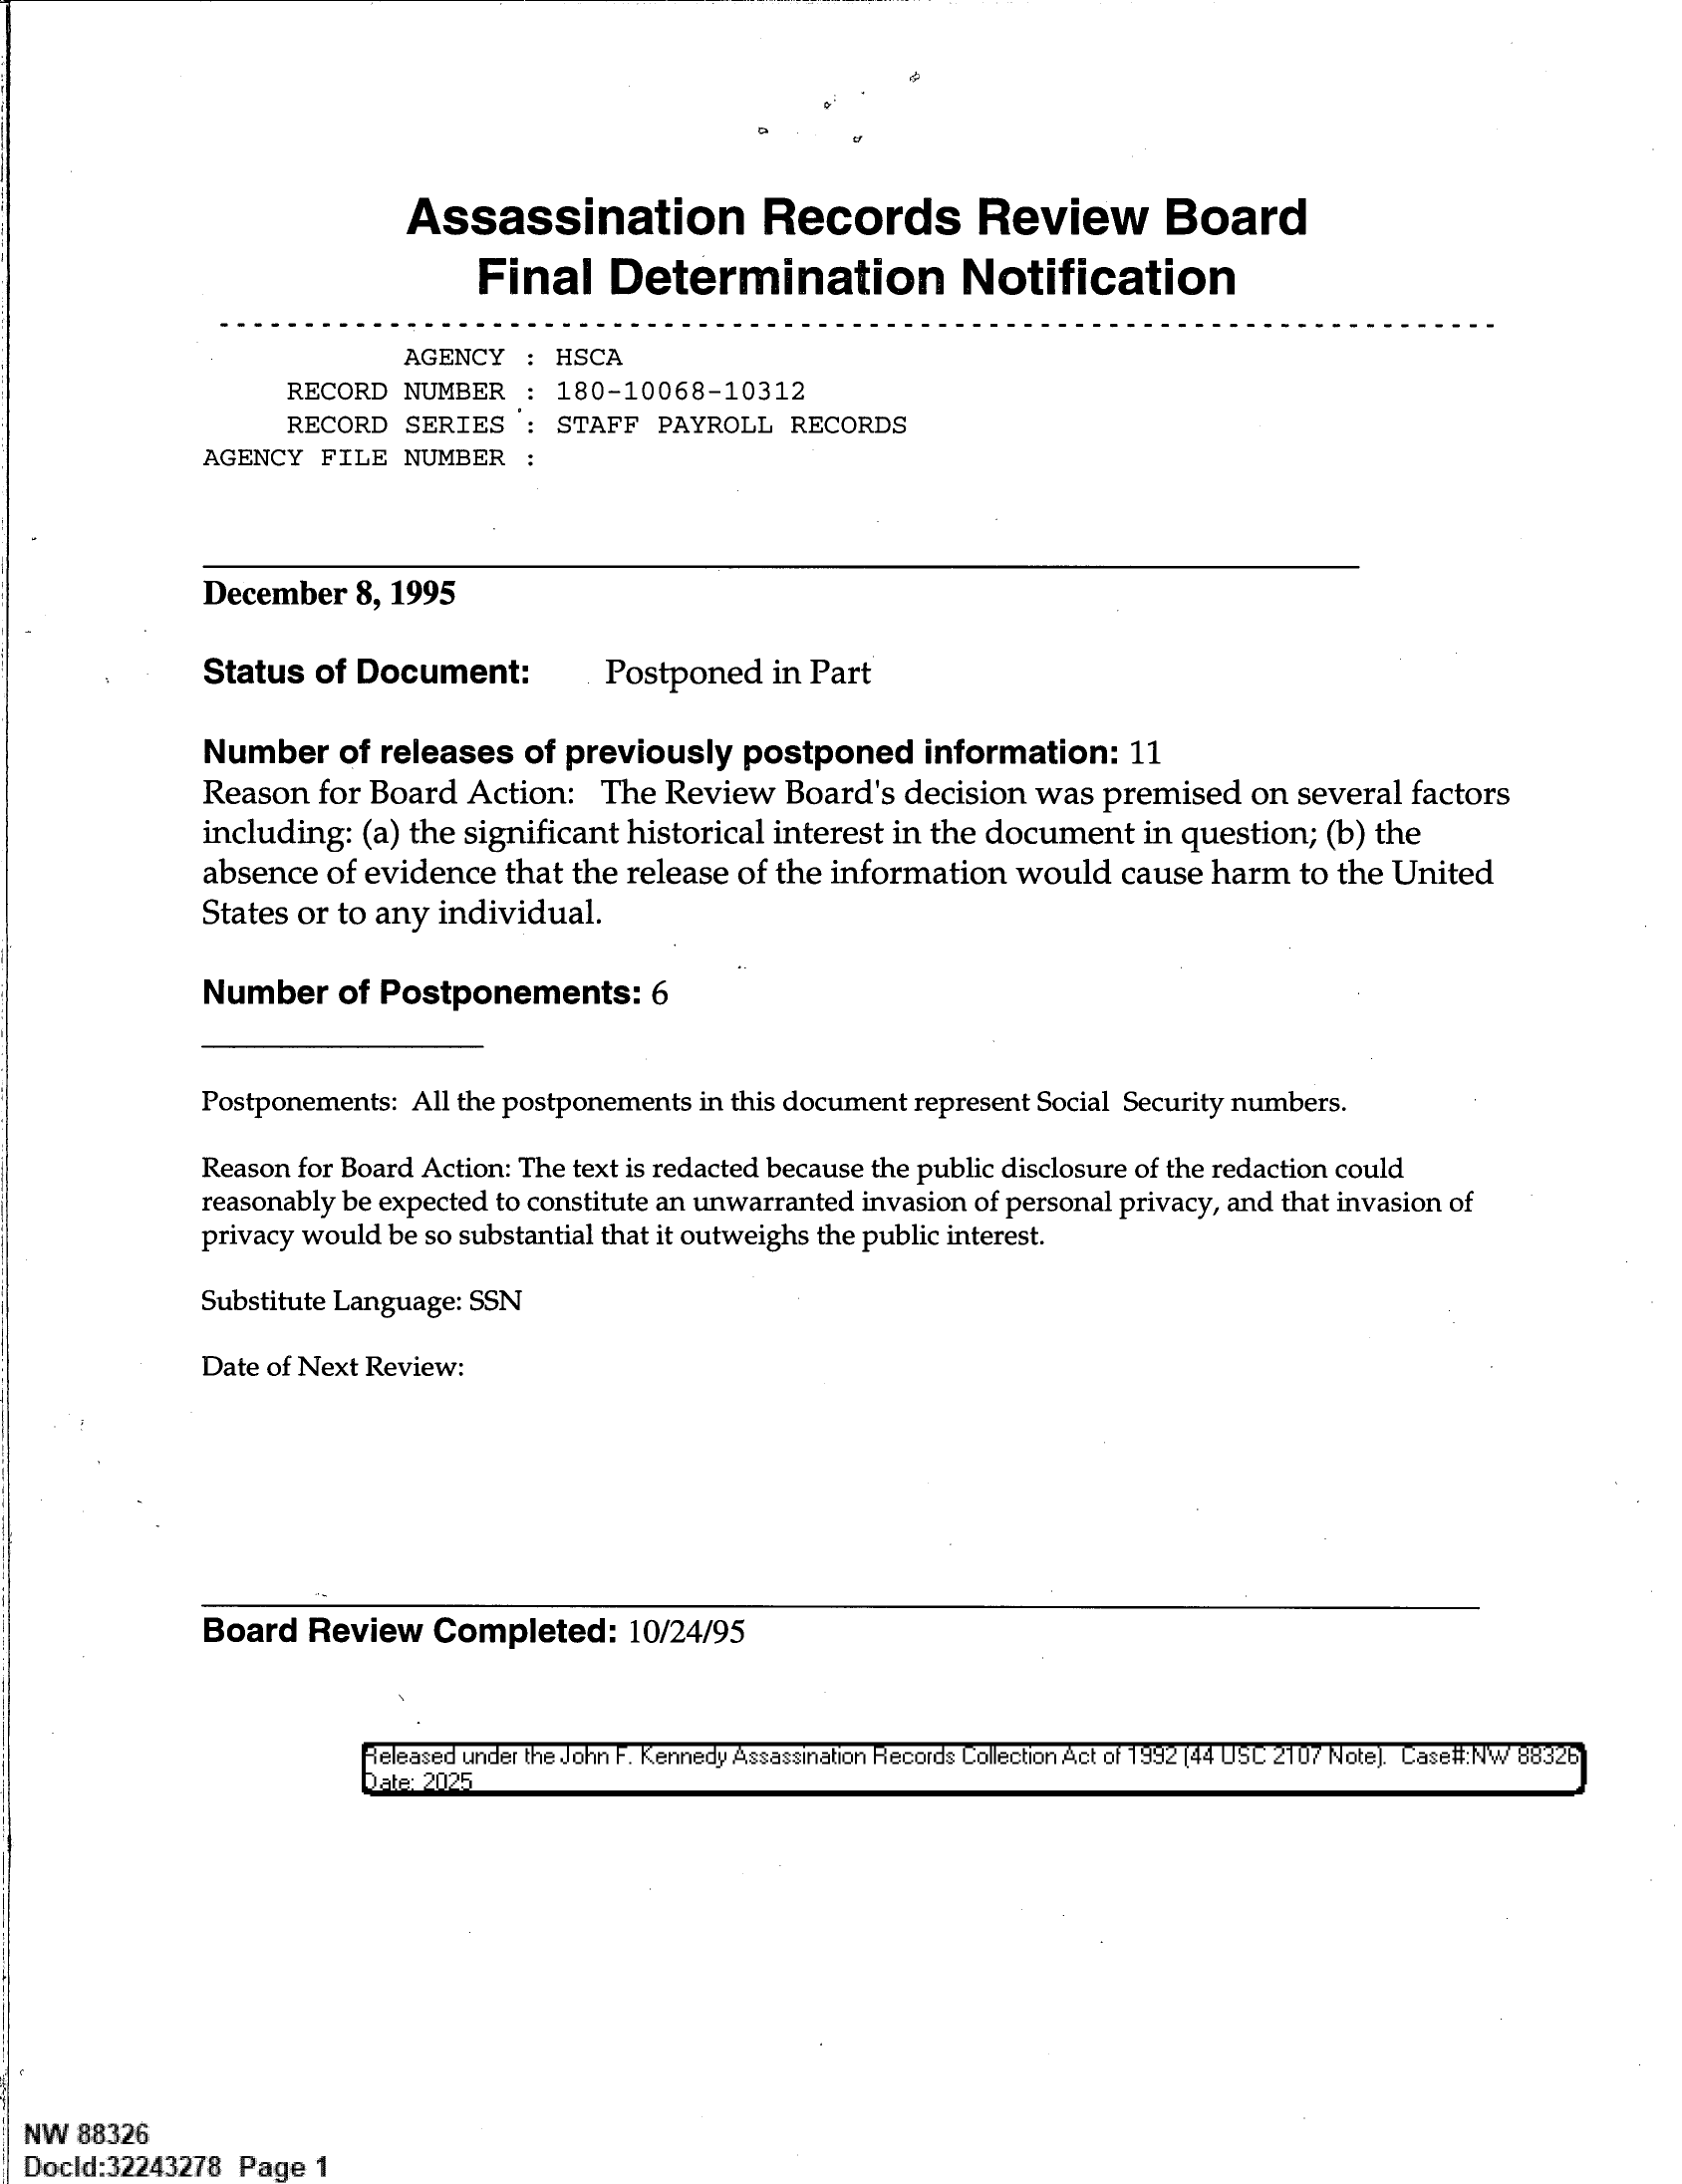 Assassination Records Review Board
Final Determination Notification
AGENCY : HSCA
RECORD NUMBER : 180-10068-10312
RECORD SERIES : STAFF PAYROLL RECORDS
AGENCY FILE NUMBER :
December 8, 1995
Status of Document: Postponed in Part
Number of releases of previously postponed information: 11
Reason for Board Action: The Review Board's decision was premised on several factors
including: (a) the significant historical interest in the document in question; (b) the
absence of evidence that the release of the information would cause harm to the United
States or to any individual.
Number of Postponements: 6
Postponements: All the postponements in this document represent Social Security numbers.
Reason for Board Action: The text is redacted because the public disclosure of the redaction could
reasonably be expected to constitute an unwarranted invasion of personal privacy, and that invasion of
privacy would be so substantial that it outweighs the public interest.
Substitute Language: SSN
Date of Next Review:
Board Review Completed: 10/24/95
Released under the John F. Kennedy Assassination Records Collection Act of 1992 (44 USC 2107 Note). Case#:NW 88326
Date: 2025
NW 88326
DocId:32243278 Page 1